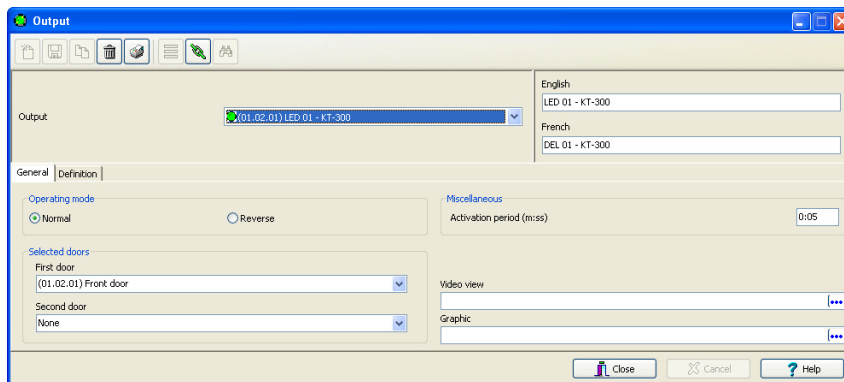 Output
English
LED 01 - KT-300
Output
(01.02.01) LED 01 - KT-300
French
DEL 01 - KT-300
General Definition
Operating mode
Normal Reverse
Miscellaneous
Activation period (m:ss) 0:05
Selected doors
First door
(01.02.01) Front door
Second door
None
Video view
Graphic
Close Cancel Help